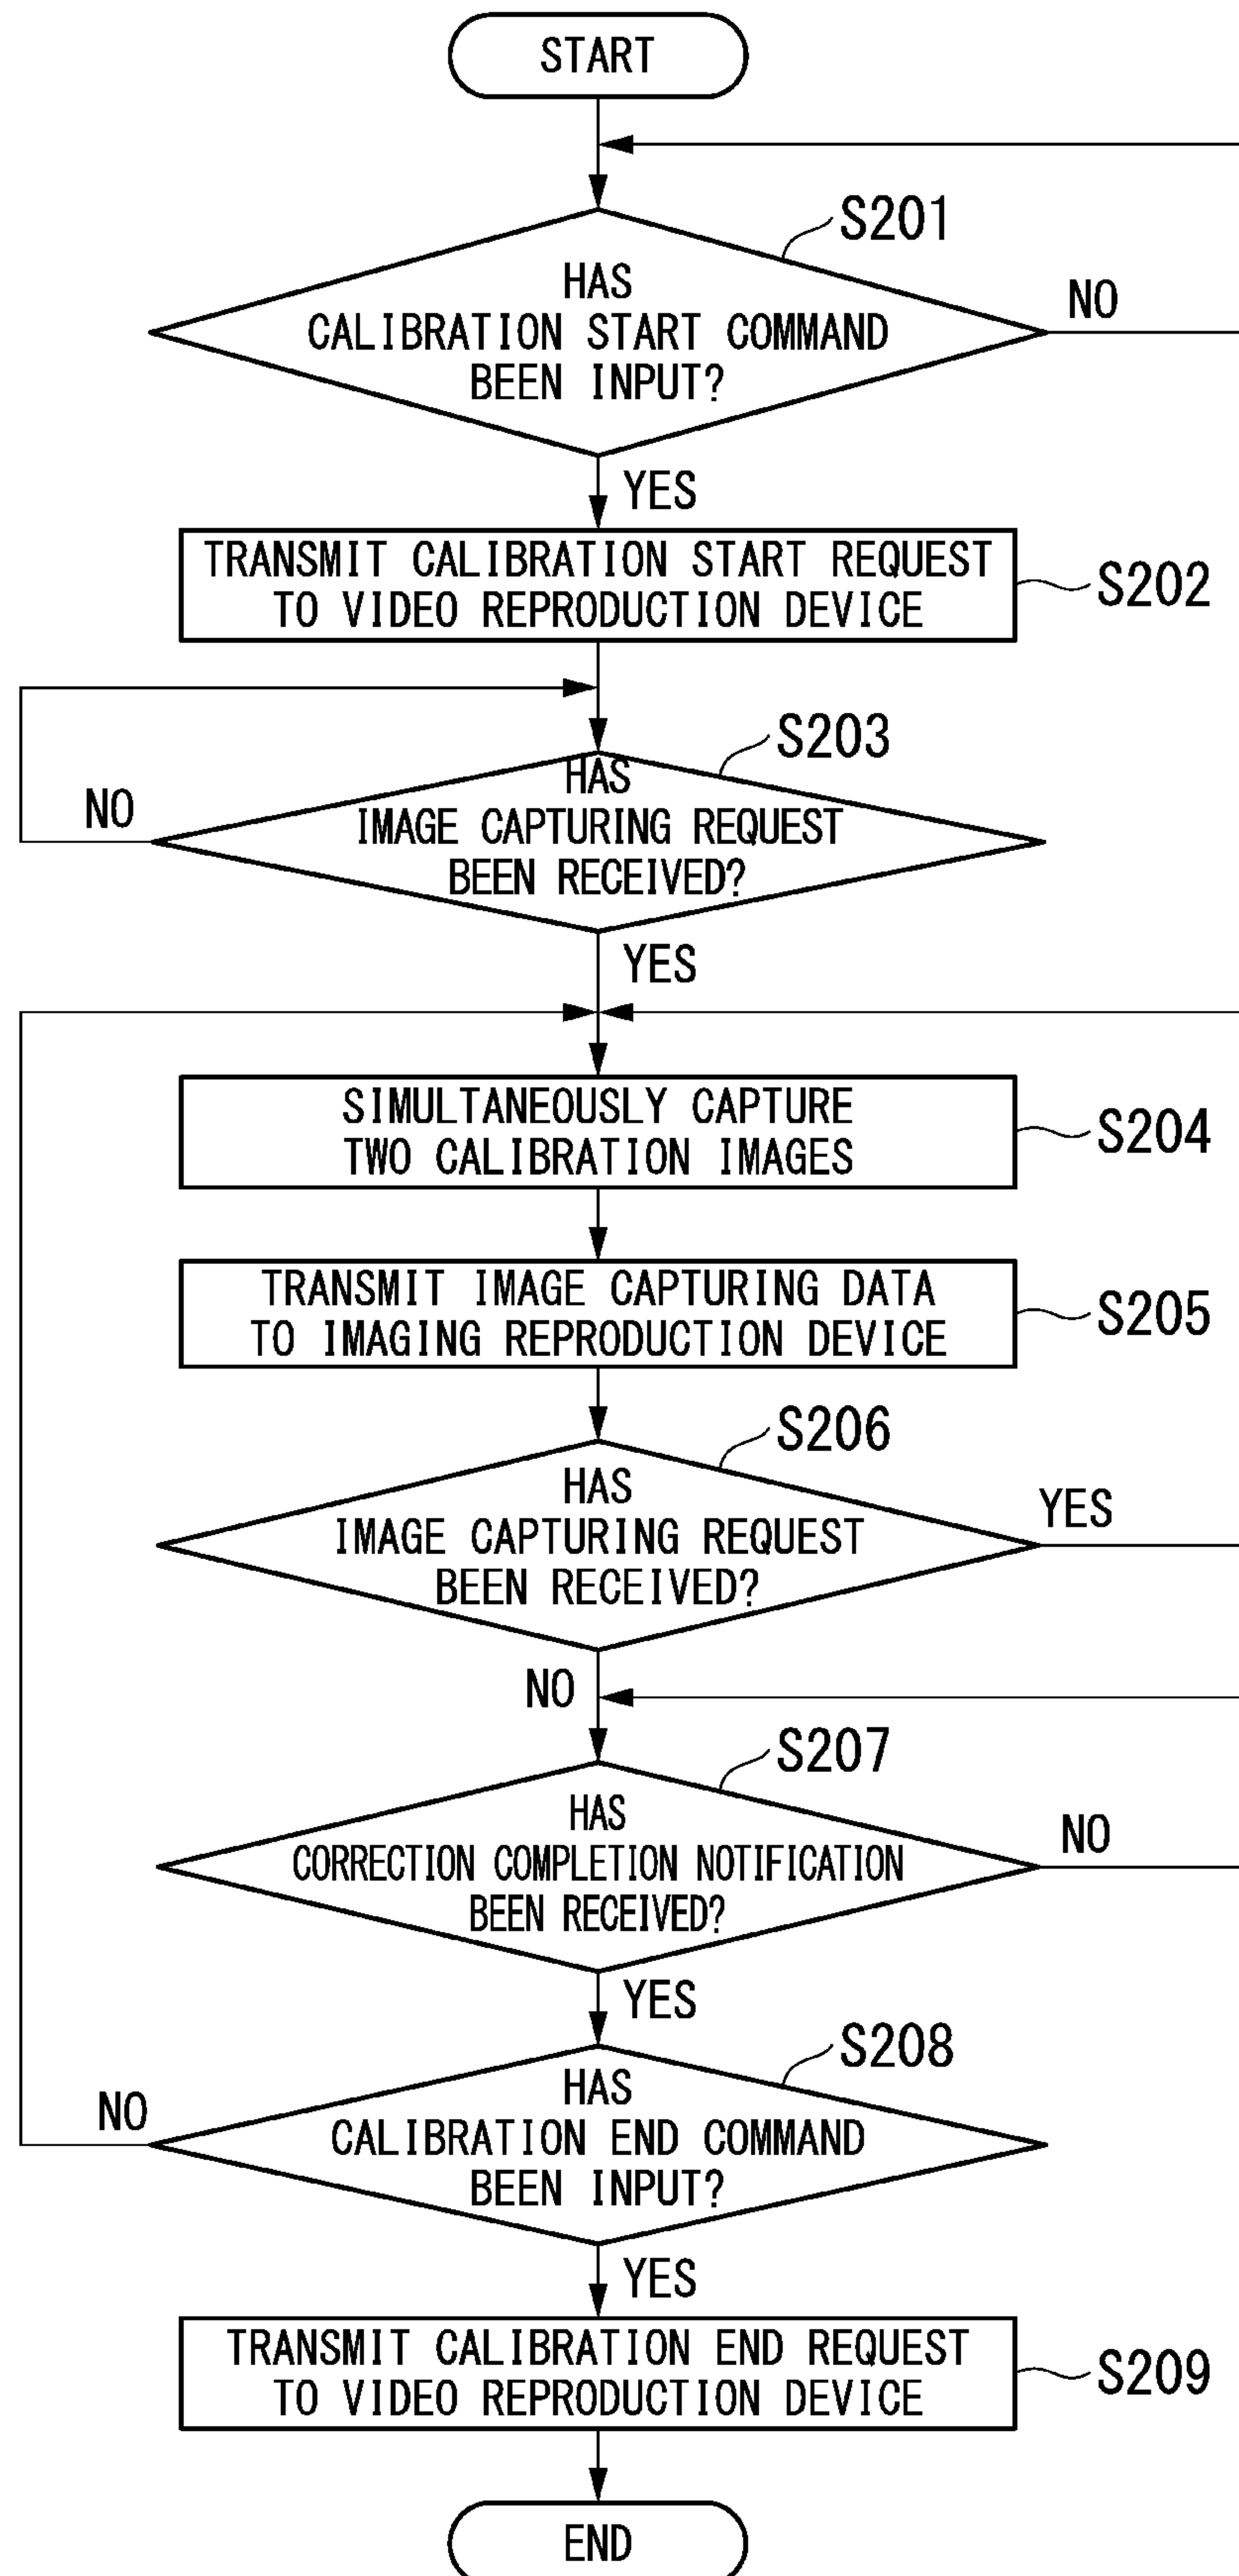 START
S201
HAS
CALIBRATION START COMMAND
BEEN INPUT?
NO
YES
TRANSMIT CALIBRATION START REQUEST
TO VIDEO REPRODUCTION DEVICE
S202
S203
HAS
IMAGE CAPTURING REQUEST
BEEN RECEIVED?
NO
YES
SIMULTANEOUSLY CAPTURE
TWO CALIBRATION IMAGES
S204
TRANSMIT IMAGE CAPTURING DATA
TO IMAGING REPRODUCTION DEVICE
S205
S206
HAS
IMAGE CAPTURING REQUEST
BEEN RECEIVED?
YES
NO
S207
HAS
CORRECTION COMPLETION NOTIFICATION
BEEN RECEIVED?
NO
YES
S208
HAS
CALIBRATION END COMMAND
BEEN INPUT?
NO
YES
TRANSMIT CALIBRATION END REQUEST
TO VIDEO REPRODUCTION DEVICE
S209
END